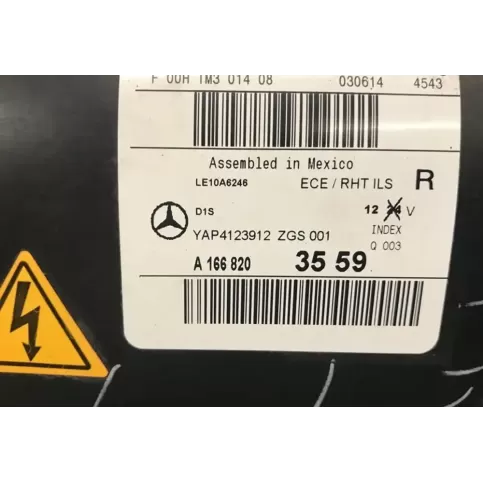 F 00H 1M3 014 08 030614 4543
Assembled in Mexico
LE10A6246 ECE / RHT ILS R
D1S 12 24 V
YAP4123912 ZGS 001 INDEX
Q 003
A 166 820 35 59